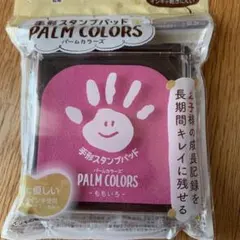 手形スタンプパッド
PALM COLORS
パームカラーズ
お子様の成長記録を
長期間キレイに残せる
手形スタンプパッド
パームカラーズ
PALM COLORS
~ももいろ~
優しい